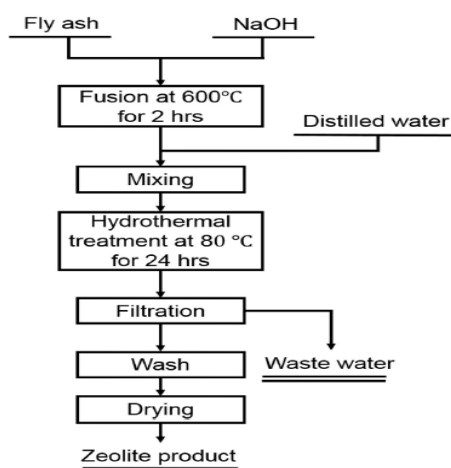 Fly ash
NaOH
Fusion at 600℃
for 2 hrs
Distilled water
Mixing
Hydrothermal
treatment at 80 ℃
for 24 hrs
Filtration
Wash
Waste water
Drying
Zeolite product